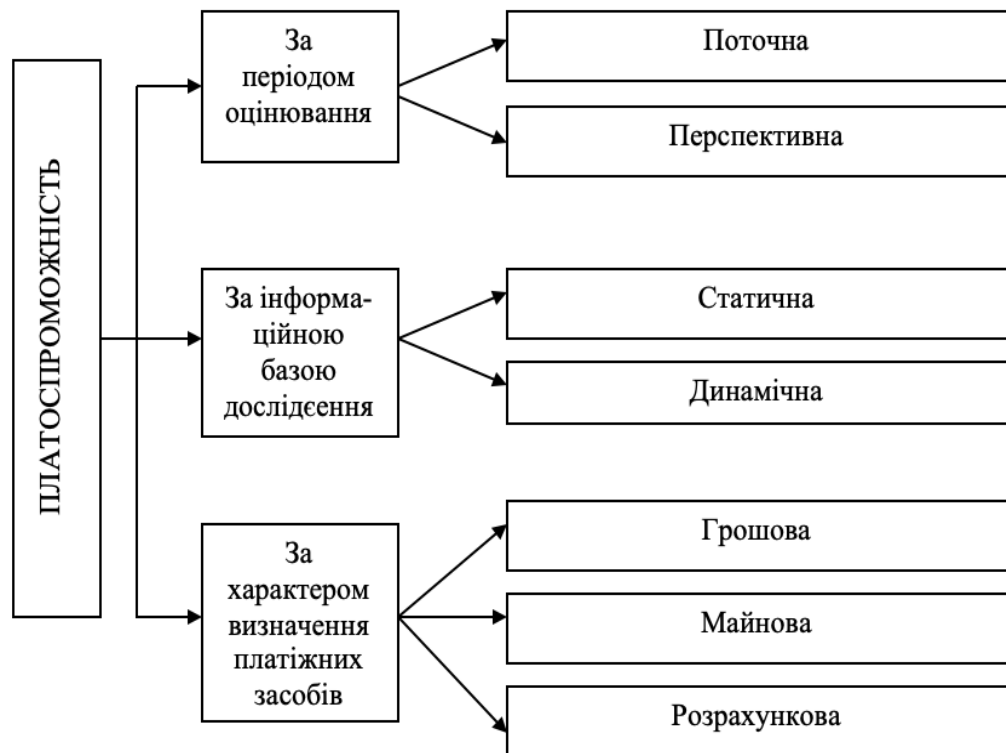 ПЛАТОСПРОМОЖНІСТЬ
За
періодом
оцінювання
Поточна
Перспективна
За інформа-
ційною
базою
дослідєення
Статична
Динамічна
За
характером
визначення
платіжних
засобів
Грошова
Майнова
Розрахункова